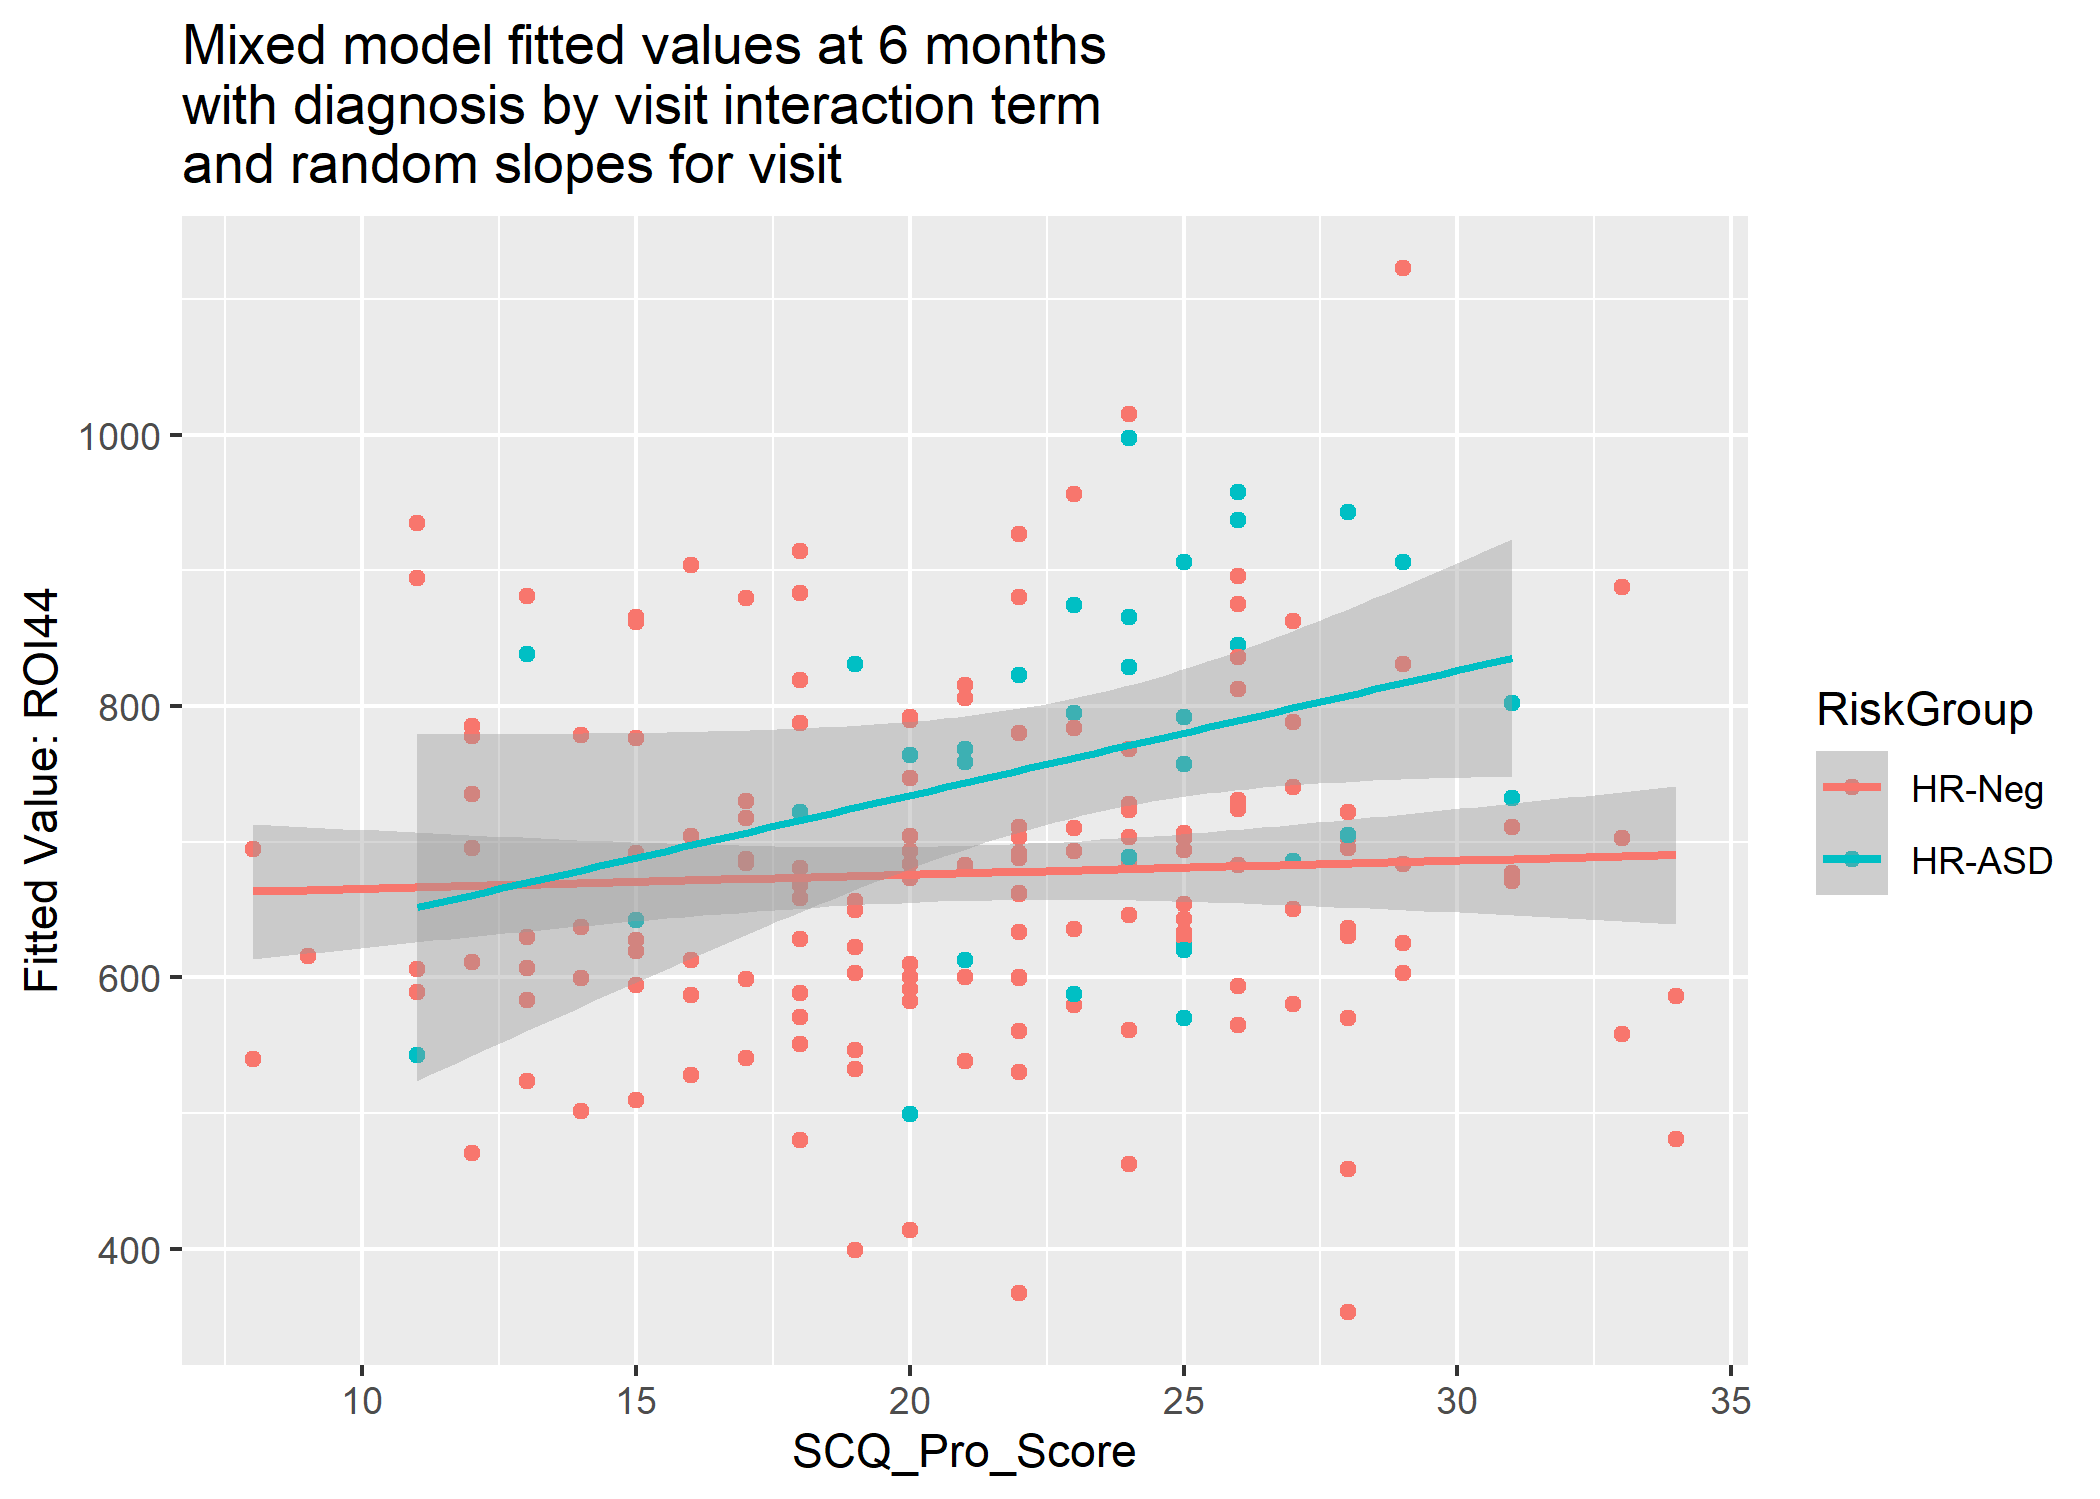 Mixed model fitted values at 6 months
with diagnosis by visit interaction term
and random slopes for visit
Fitted Value: ROI44
1000
800
600
400
10 15 20 25 30 35
SCQ_Pro_Score
RiskGroup
HR-Neg
HR-ASD